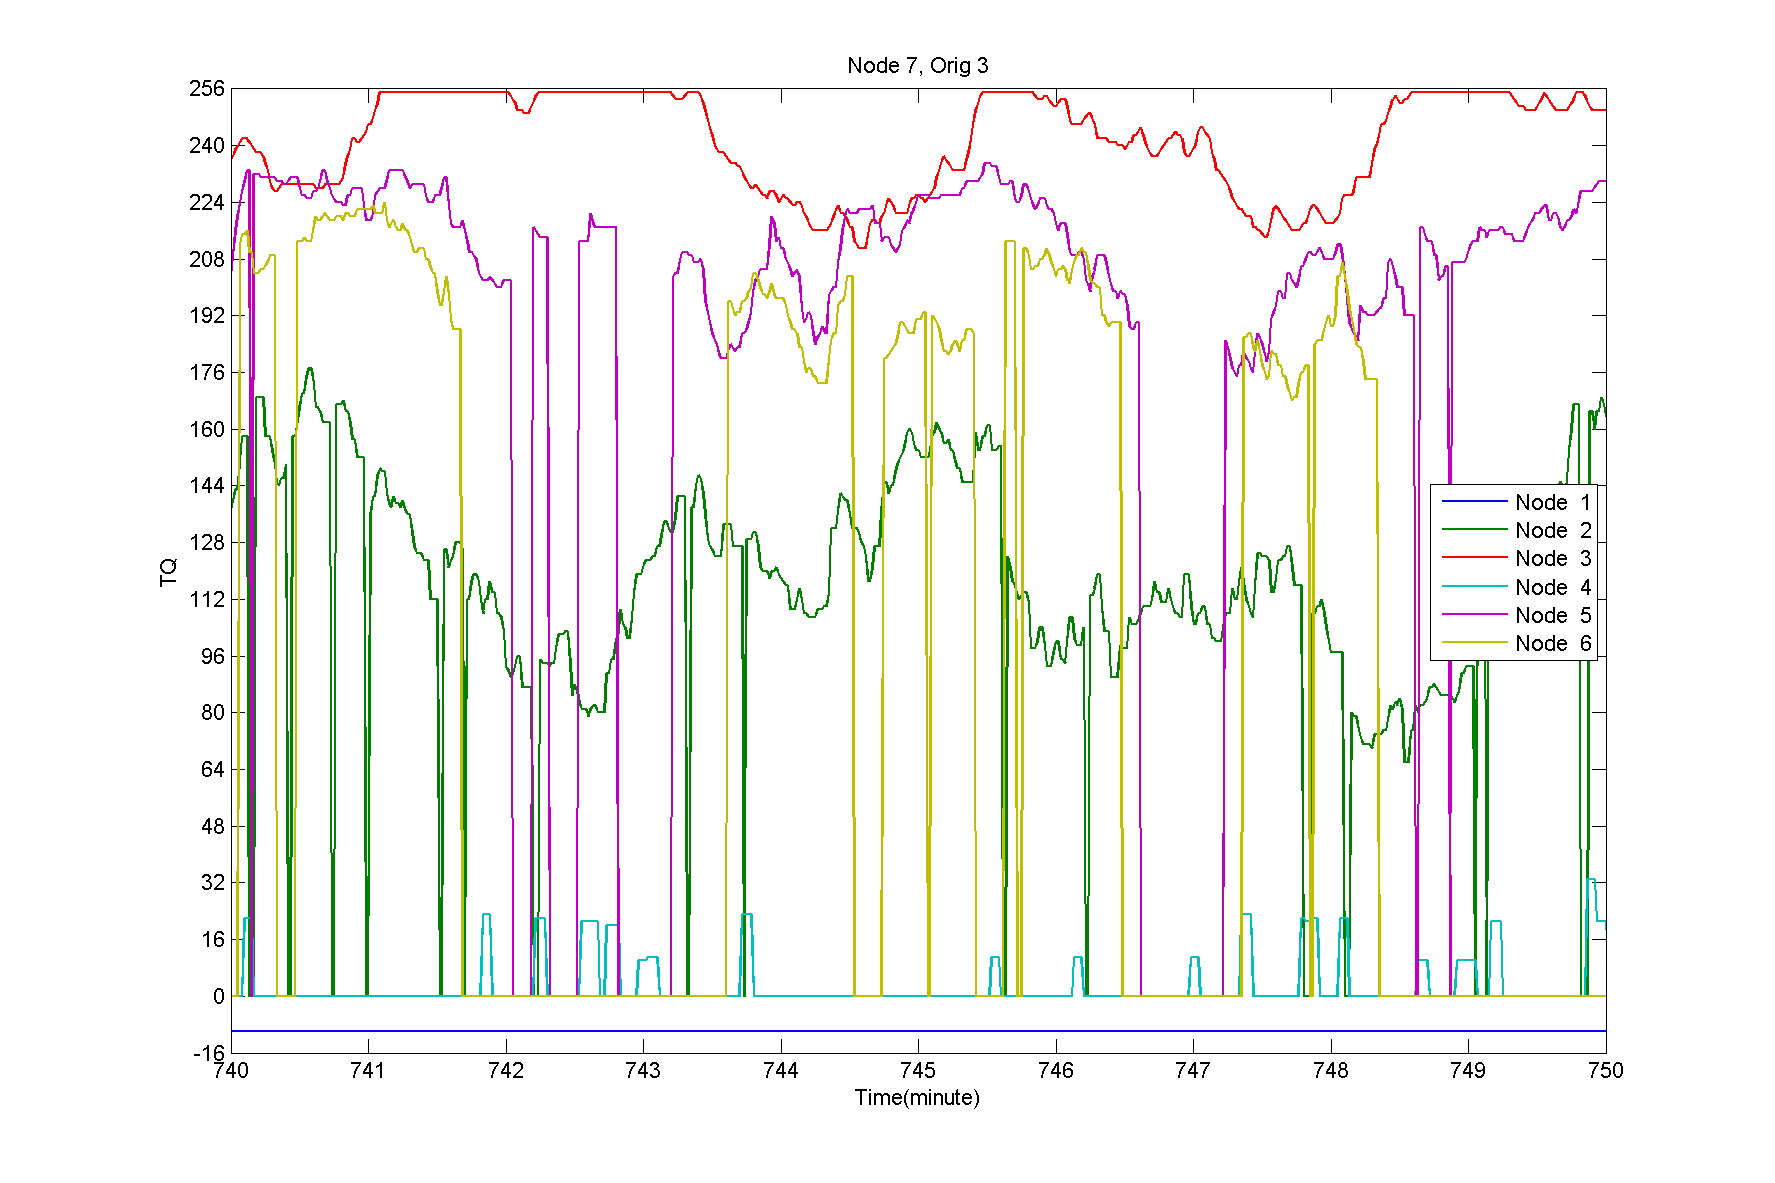 Node 7, Orig 3
256
240
224
208
192
176
160
144
128
112
96
80
64
48
32
16
0
-16
TQ
Node 1
Node 2
Node 3
Node 4
Node 5
Node 6
740 741 742 743 744 745 746 747 748 749 750
Time(minute)